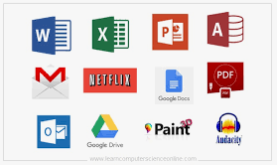 W X P A
M NETFLIX Google Docs PDF
O Google Drive Paint Audacity
www.learncomputerscienceonline.com